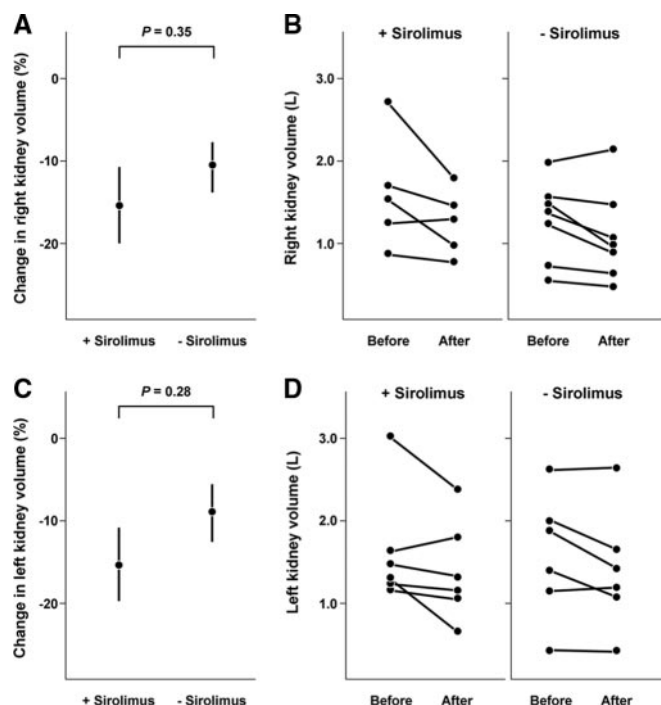 A
Change in right kidney volume (%)
P = 0.35
0
-10
-20
+ Sirolimus - Sirolimus
B
Right kidney volume (L)
+ Sirolimus - Sirolimus
3.0
2.0
1.0
Before After Before After
C
Change in left kidney volume (%)
P = 0.28
0
-10
-20
+ Sirolimus - Sirolimus
D
Left kidney volume (L)
+ Sirolimus - Sirolimus
3.0
2.0
1.0
Before After Before After